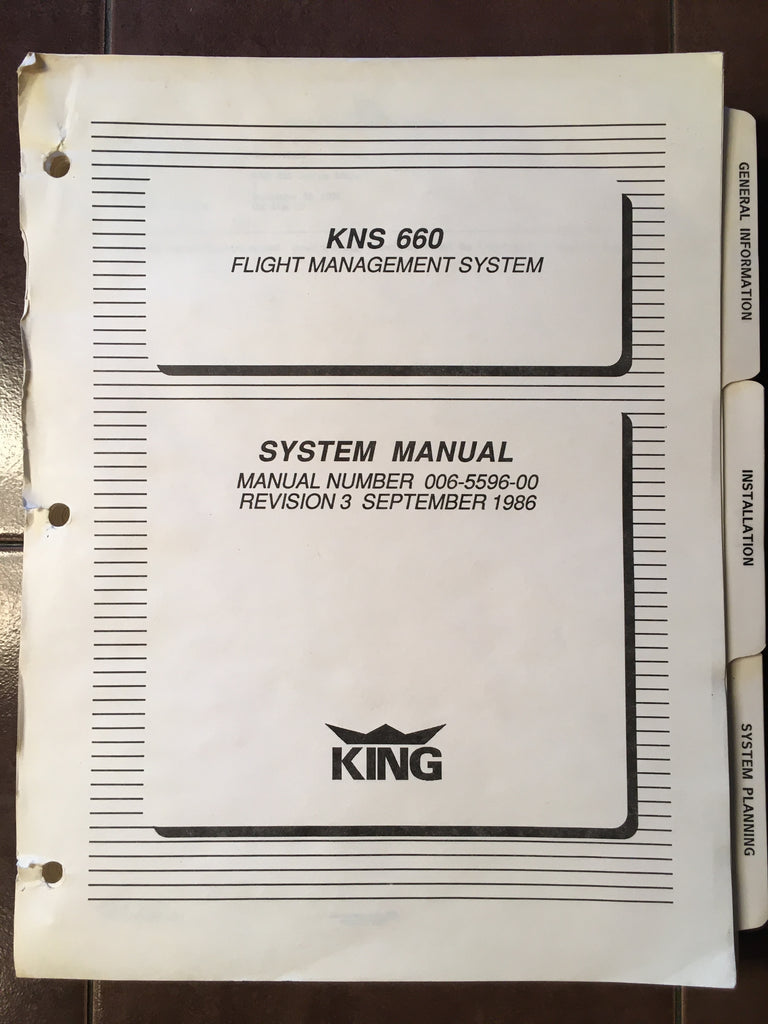 KNS 660
FLIGHT MANAGEMENT SYSTEM
SYSTEM MANUAL
MANUAL NUMBER 006-5596-00
REVISION 3 SEPTEMBER 1986
KING
GENERAL INFORMATION
INSTALLATION
SYSTEM PLANNING